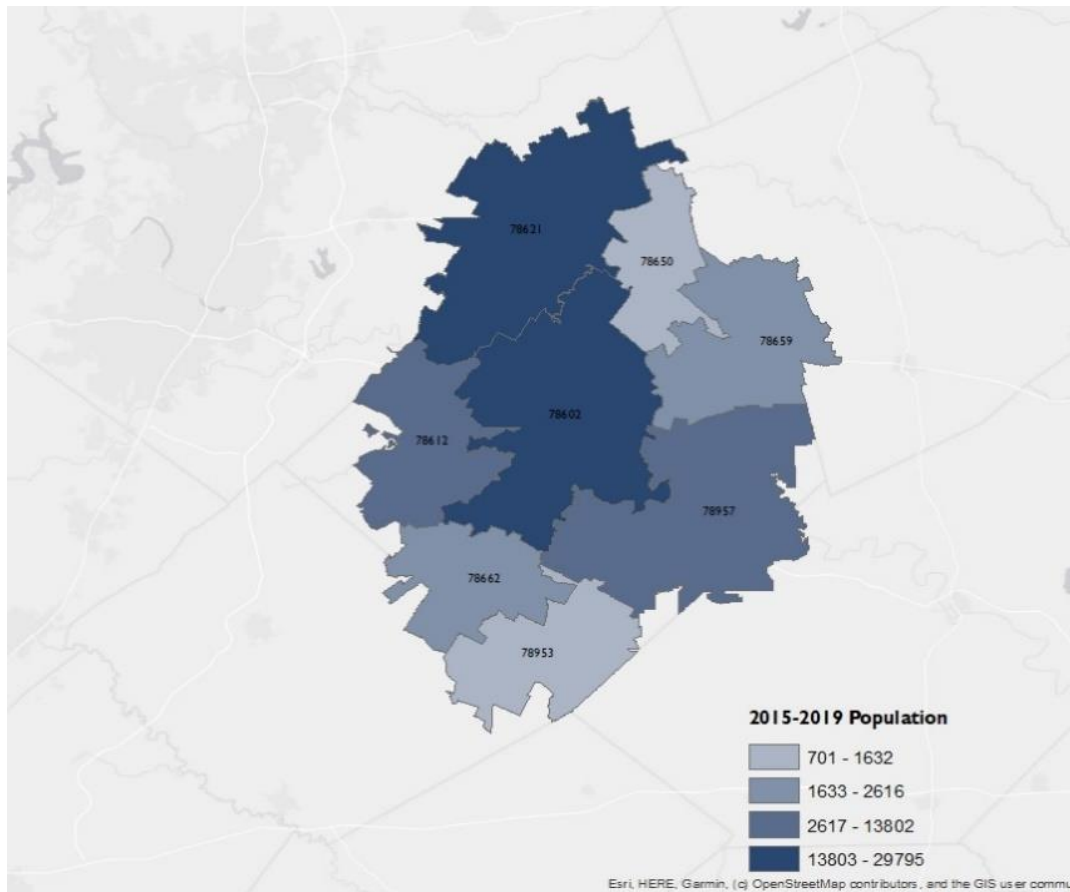 78621
78650
78659
78602
78612
78957
78662
78953
2015-2019 Population
701 - 1632
1633 - 2616
2617 - 13802
13803 - 29795
Esri, HERE, Garmin, (c) OpenStreetMap contributors, and the GIS user commu